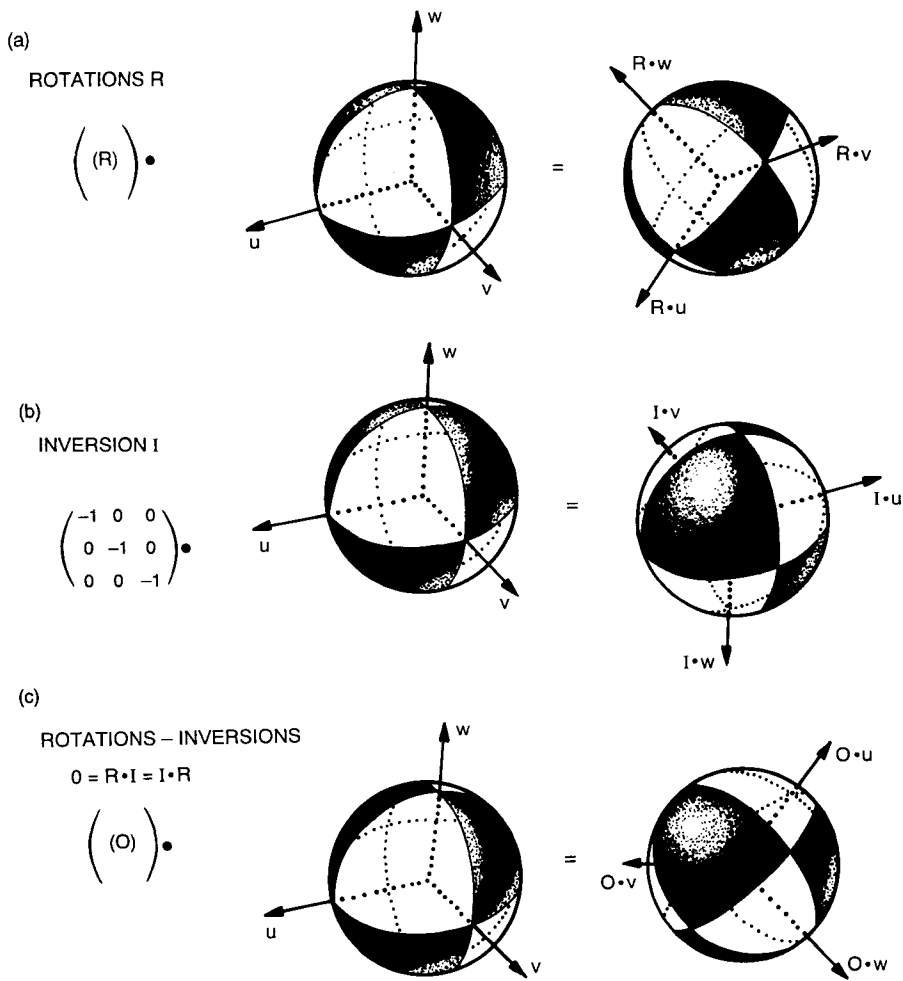 (a)
ROTATIONS R
(R) •
w
u
v
=
R•w
R•v
R•u
(b)
INVERSION I
-1 0 0
0 -1 0
0 0 -1
•
w
u
v
=
I•v
I•u
I•w
(c)
ROTATIONS – INVERSIONS
0 = R•I = I•R
(O) •
w
u
v
=
O•u
O•v
O•w